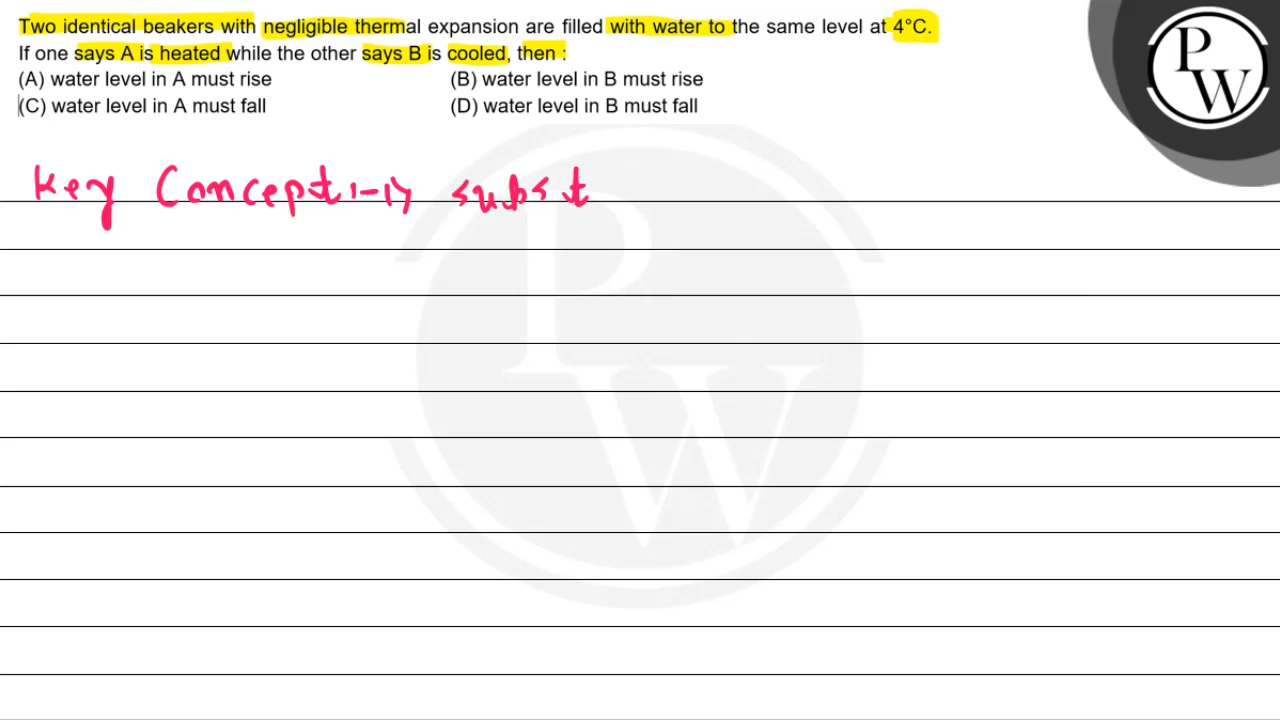 Two identical beakers with negligible thermal expansion are filled with water to the same level at 4°C.
If one says A is heated while the other says B is cooled, then :
(A) water level in A must rise (B) water level in B must rise
(C) water level in A must fall (D) water level in B must fall
Key Concept :- subst
P
W
P
W